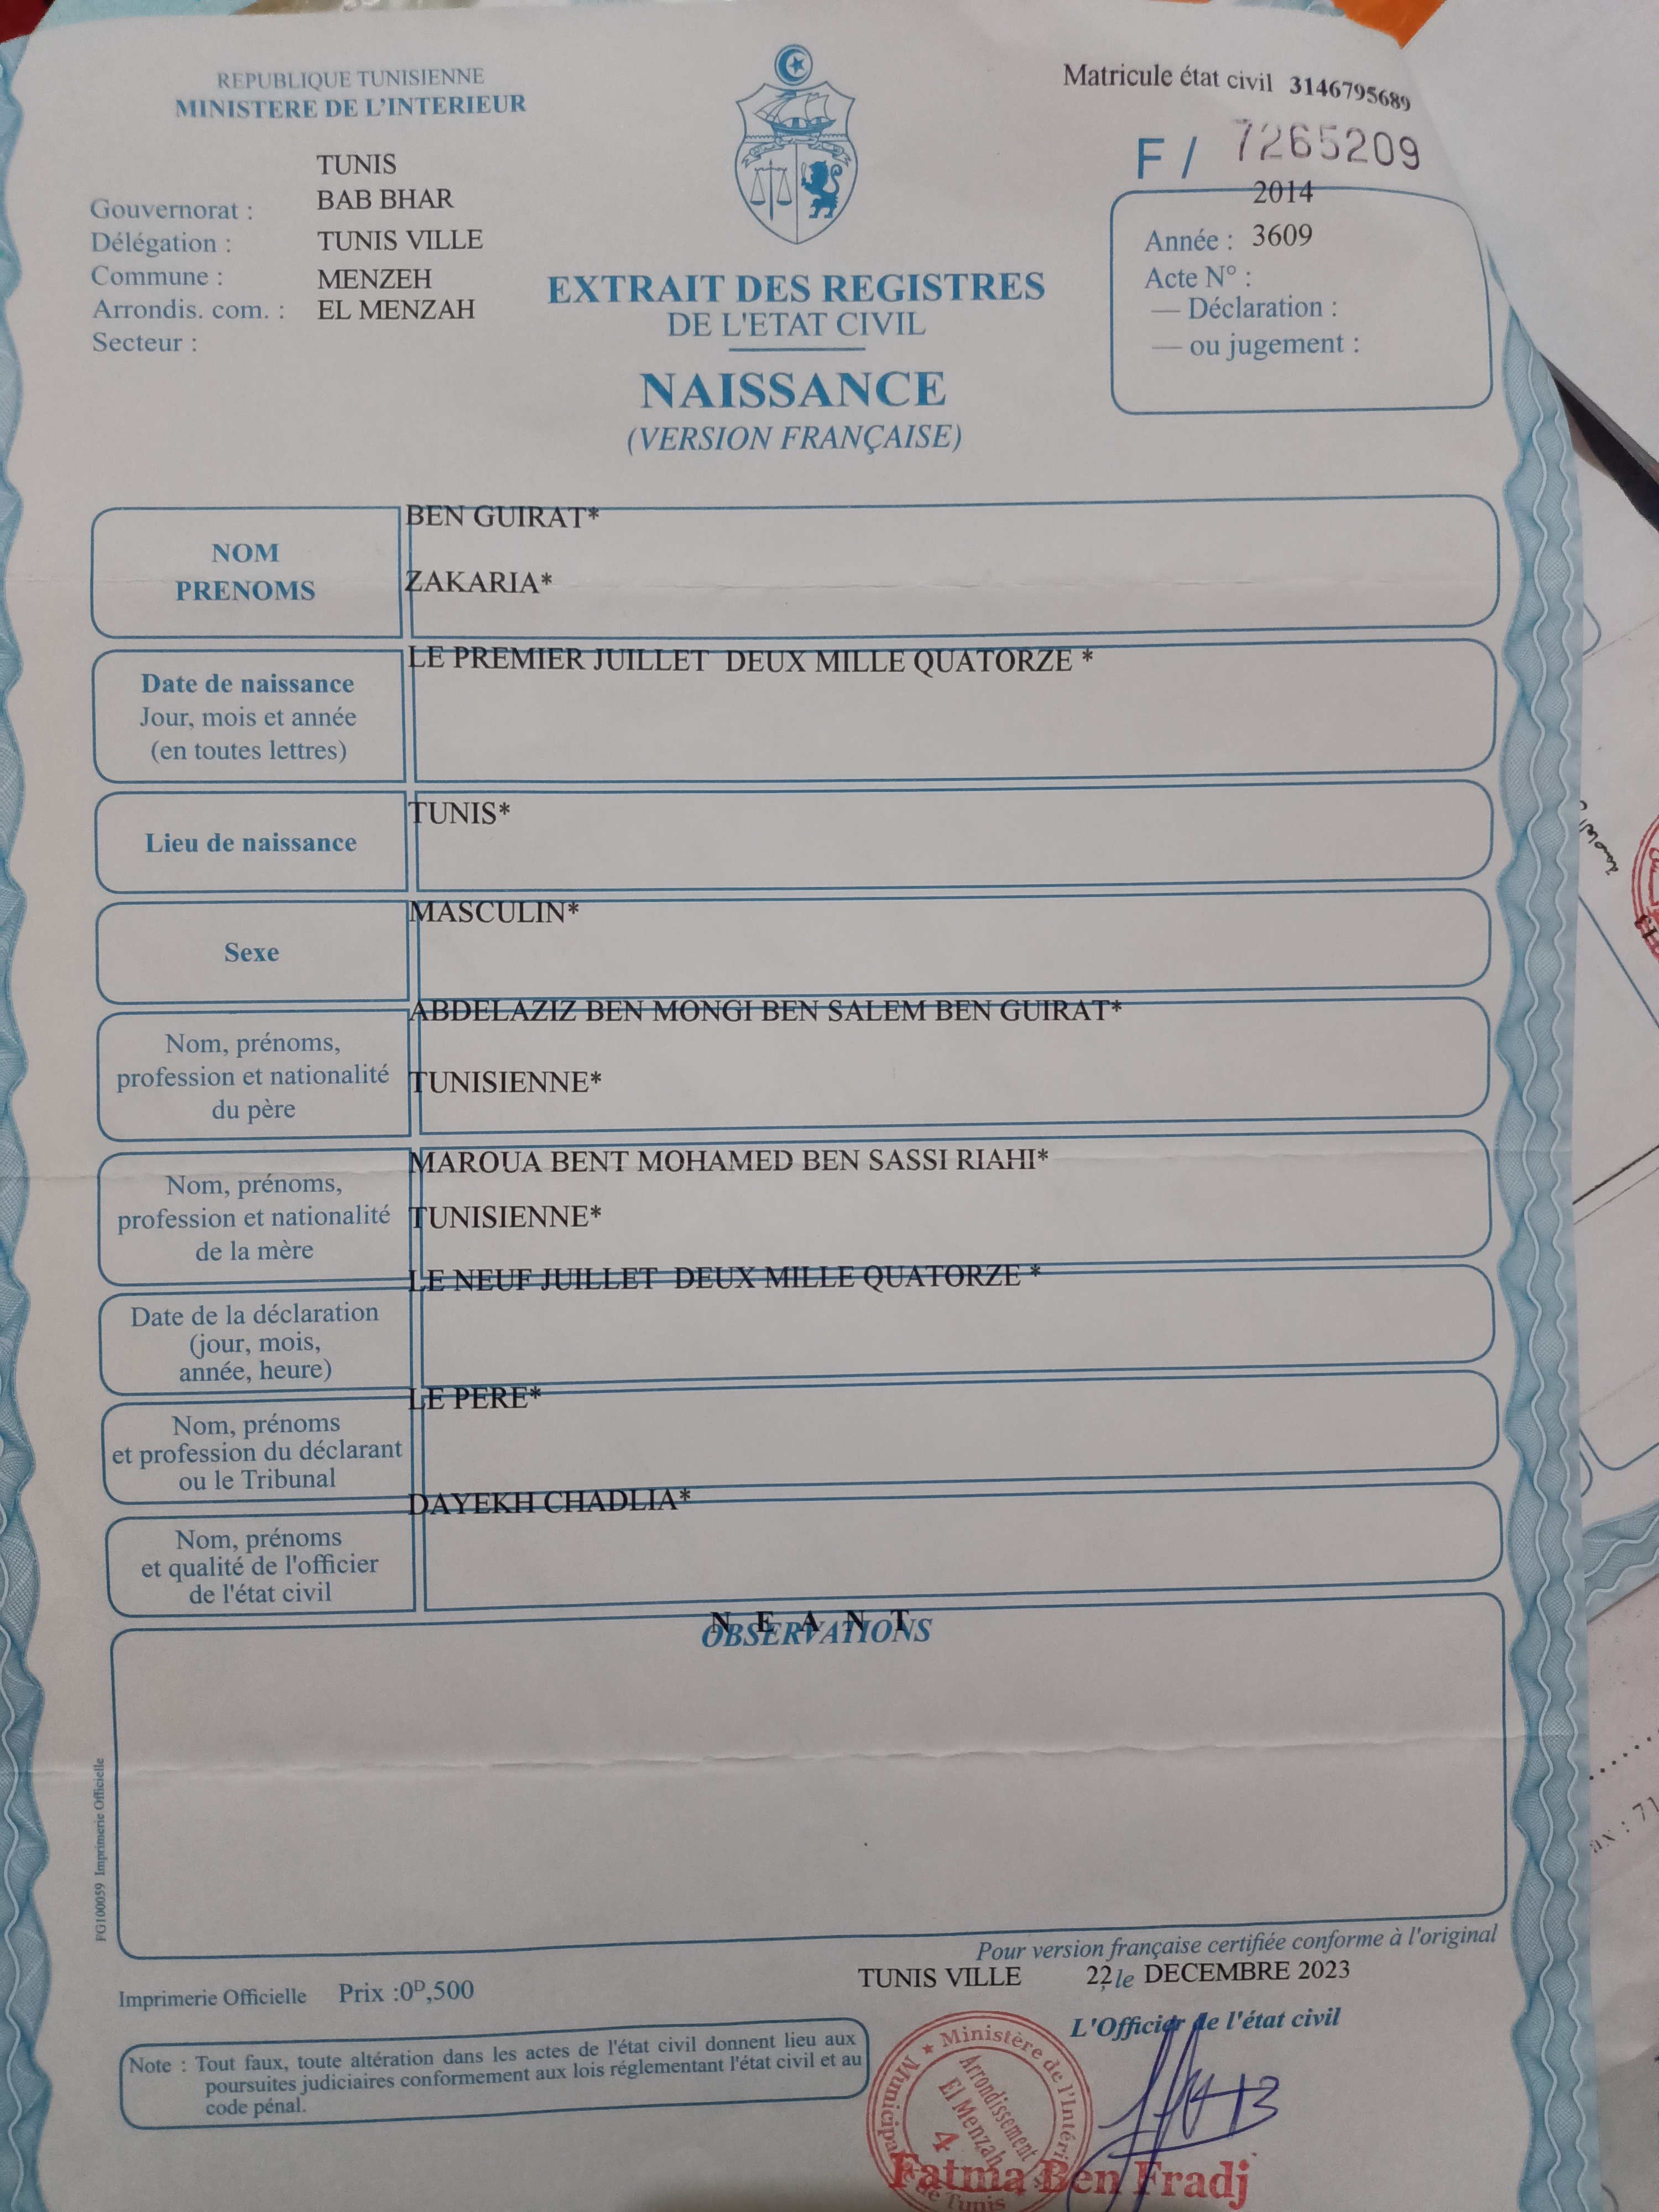 REPUBLIQUE TUNISIENNE
MINISTERE DE L'INTERIEUR
TUNIS
Gouvernorat : BAB BHAR
Délégation : TUNIS VILLE
Commune : MENZEH
Arrondis. com. : EL MENZAH
Secteur :
Matricule état civil 3146795689
F / 7265209
2014
Année : 3609
Acte N° :
— Déclaration :
— ou jugement :
EXTRAIT DES REGISTRES
DE L'ETAT CIVIL
NAISSANCE
(VERSION FRANÇAISE)
NOM
PRENOMS
BEN GUIRAT*
ZAKARIA*
Date de naissance
Jour, mois et année
(en toutes lettres)
LE PREMIER JUILLET DEUX MILLE QUATORZE *
Lieu de naissance
TUNIS*
Sexe
MASCULIN*
Nom, prénoms,
profession et nationalité
du père
ABDELAZIZ BEN MONGI BEN SALEM BEN GUIRAT*
TUNISIENNE*
Nom, prénoms,
profession et nationalité
de la mère
MAROUA BENT MOHAMED BEN SASSI RIAHI*
TUNISIENNE*
Date de la déclaration
(jour, mois,
année, heure)
LE NEUF JUILLET DEUX MILLE QUATORZE *
Nom, prénoms
et profession du déclarant
ou le Tribunal
LE PERE*
Nom, prénoms
et qualité de l'officier
de l'état civil
DAYEKH CHADLIA*
N E A N T
OBSERVATIONS
FG100059 Imprimerie Officielle
Pour version française certifiée conforme à l'original
TUNIS VILLE 22 le DECEMBRE 2023
Imprimerie Officielle Prix :0D,500
L'Officier de l'état civil
Note : Tout faux, toute altération dans les actes de l'état civil donnent lieu aux
poursuites judiciaires conformement aux lois réglementant l'état civil et au
code pénal.
Ministère de l'Intéri
Arrondissement
El Menzah
4
de Tunis
Fatma Ben Fradj